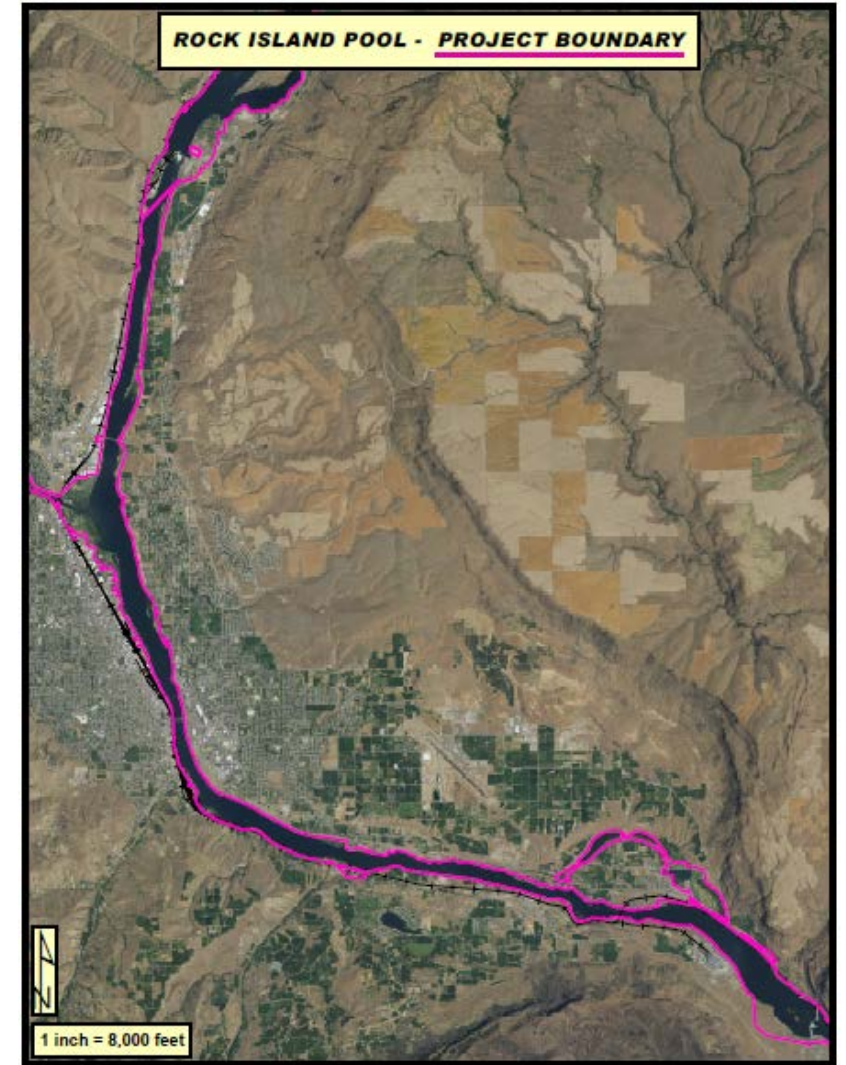 ROCK ISLAND POOL - PROJECT BOUNDARY
N
1 inch = 8,000 feet